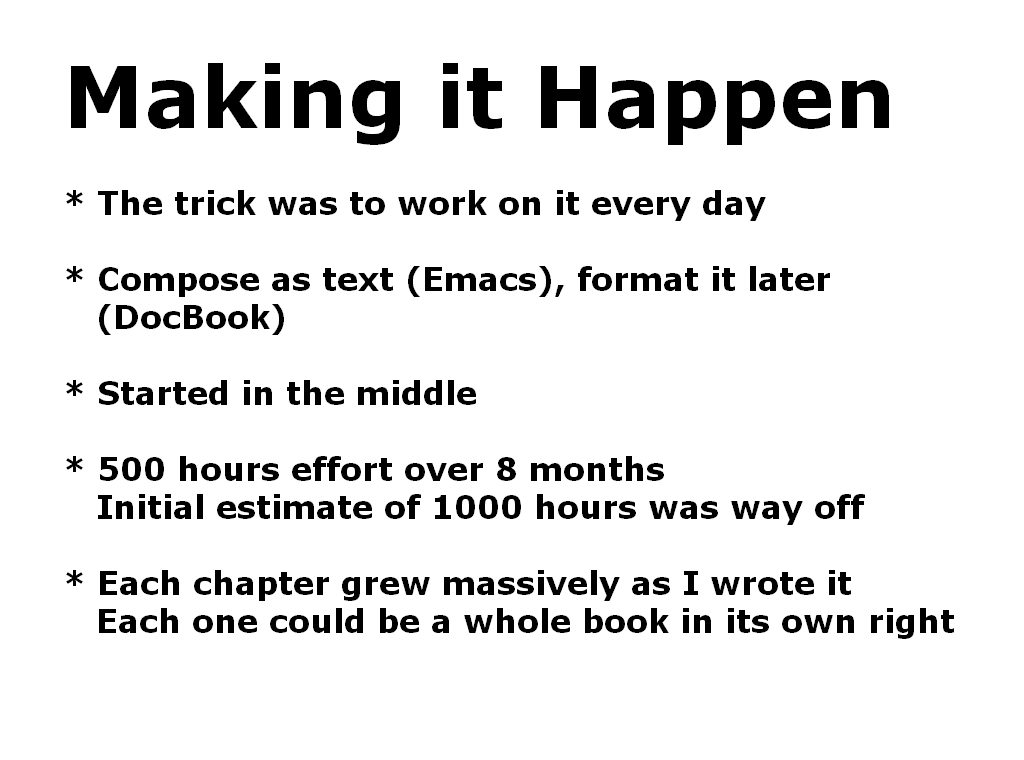 Making it Happen
* The trick was to work on it every day
* Compose as text (Emacs), format it later
(DocBook)
* Started in the middle
* 500 hours effort over 8 months
Initial estimate of 1000 hours was way off
* Each chapter grew massively as I wrote it
Each one could be a whole book in its own right